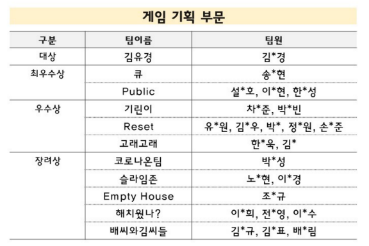 게임 기획 부문
구분 팀이름 팀원
대상 김유경 김*경
최우수상 큐 송*현
Public 설*호, 이*현, 한*성
우수상 기린이 차*준, 박*빈
Reset 유*원, 김*우, 박*, 정*원, 손*준
고래고래 한*욱, 김*
장려상 코로나온팀 박*성
슬라임존 노*현, 이*경
Empty House 조*규
해치웠나? 이*희, 전*영, 이*수
배씨와김씨들 김*규, 김*표, 배*림